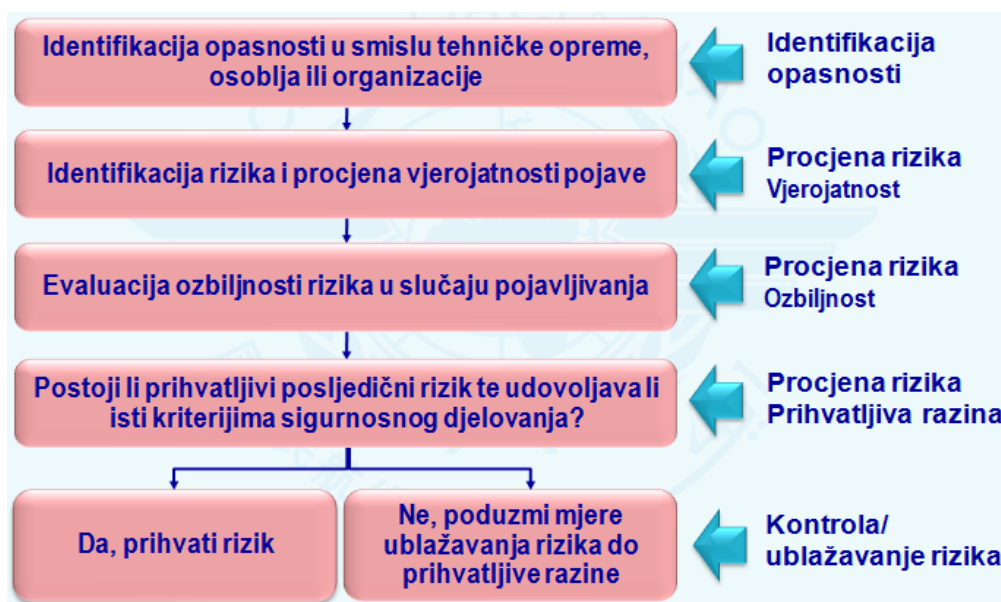 Identifikacija opasnosti u smislu tehničke opreme,
osoblja ili organizacije
Identifikacija
opasnosti
Identifikacija rizika i procjena vjerojatnosti pojave
Procjena rizika
Vjerojatnost
Evaluacija ozbiljnosti rizika u slučaju pojavljivanja
Procjena rizika
Ozbiljnost
Postoji li prihvatljivi posljedični rizik te udovoljava li
isti kriterijima sigurnosnog djelovanja?
Procjena rizika
Prihvatljiva razina
Da, prihvati rizik
Ne, poduzmi mjere
ublažavanja rizika do
prihvatljive razine
Kontrola/
ublažavanje rizika